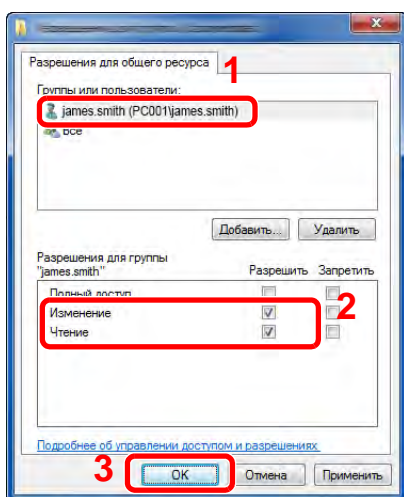 Разрешения для общего ресурса
1
Группы или пользователи:
james.smith (PC001\james.smith)
Все
Добавить... Удалить
Разрешения для группы
"james.smith" Разрешить Запретить
Полный доступ
2
Изменение
Чтение
Подробнее об управлении доступом и разрешениях
3
OK Отмена Применить